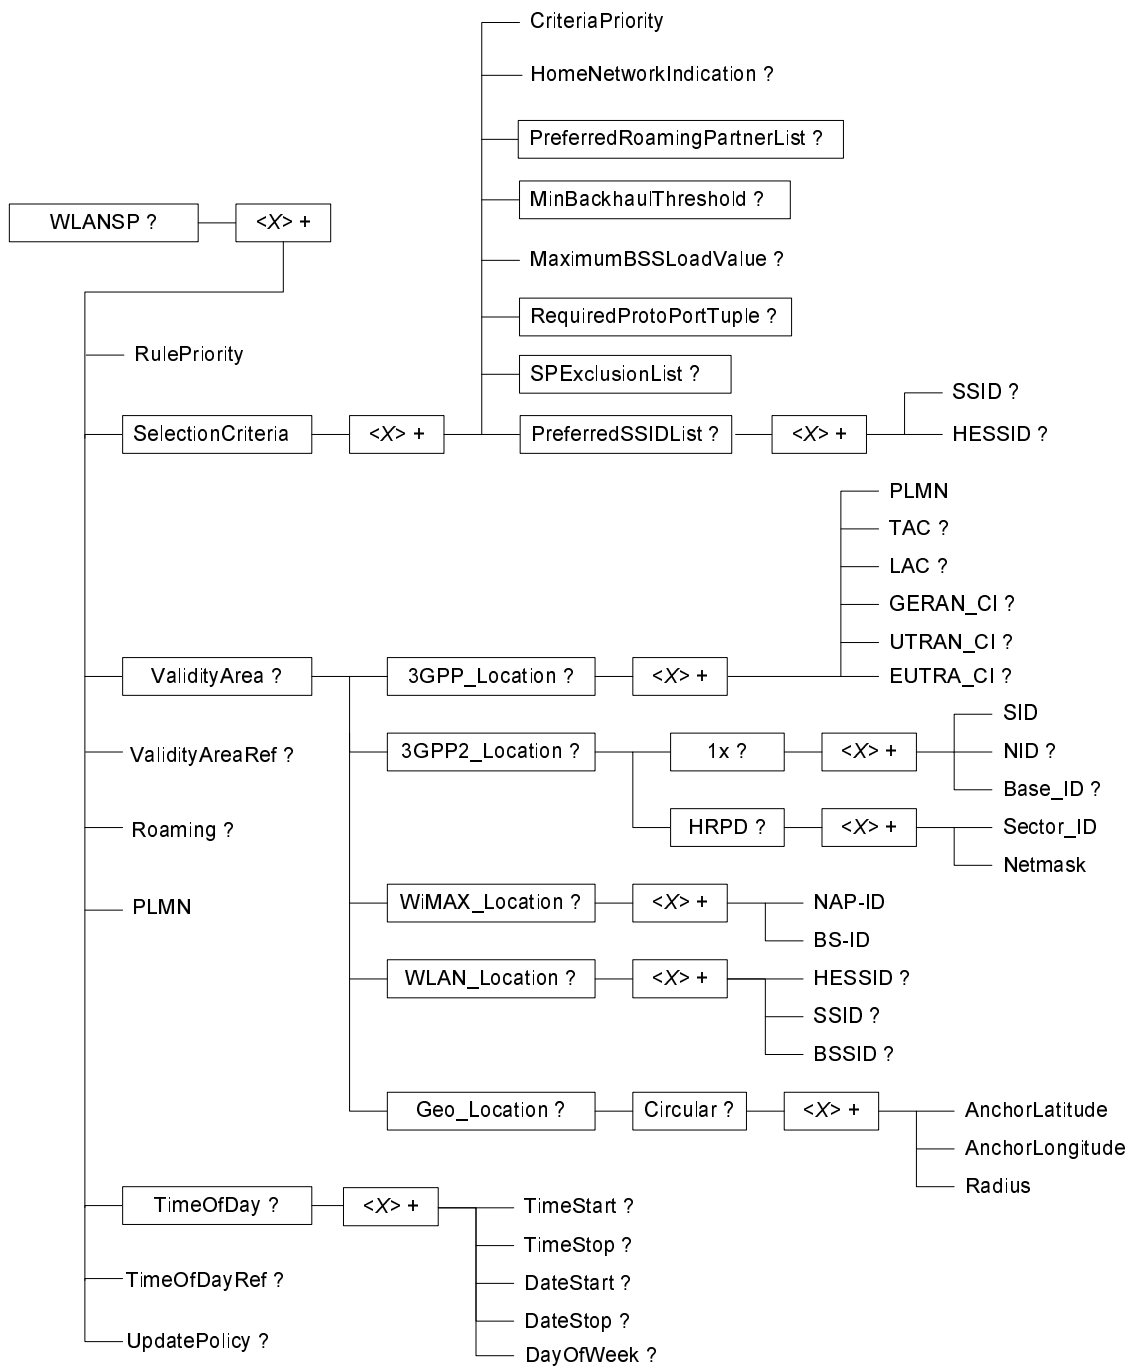 CriteriaPriority
HomeNetworkIndication ?
PreferredRoamingPartnerList ?
MinBackhaulThreshold ?
WLANSP ? <X> +
MaximumBSSLoadValue ?
RequiredProtoPortTuple ?
RulePriority
SPExclusionList ?
SSID ?
SelectionCriteria <X> + PreferredSSIDList ? <X> + HESSID ?
PLMN
TAC ?
LAC ?
GERAN_CI ?
UTRAN_CI ?
ValidityArea ? 3GPP_Location ? <X> + EUTRA_CI ?
SID
ValidityAreaRef ? 3GPP2_Location ? 1x ? <X> + NID ?
Base_ID ?
Roaming ? HRPD ? <X> + Sector_ID
Netmask
PLMN WiMAX_Location ? <X> + NAP-ID
BS-ID
WLAN_Location ? <X> + HESSID ?
SSID ?
BSSID ?
Geo_Location ? Circular ? <X> + AnchorLatitude
AnchorLongitude
Radius
TimeOfDay ? <X> + TimeStart ?
TimeStop ?
TimeOfDayRef ? DateStart ?
DateStop ?
UpdatePolicy ? DayOfWeek ?